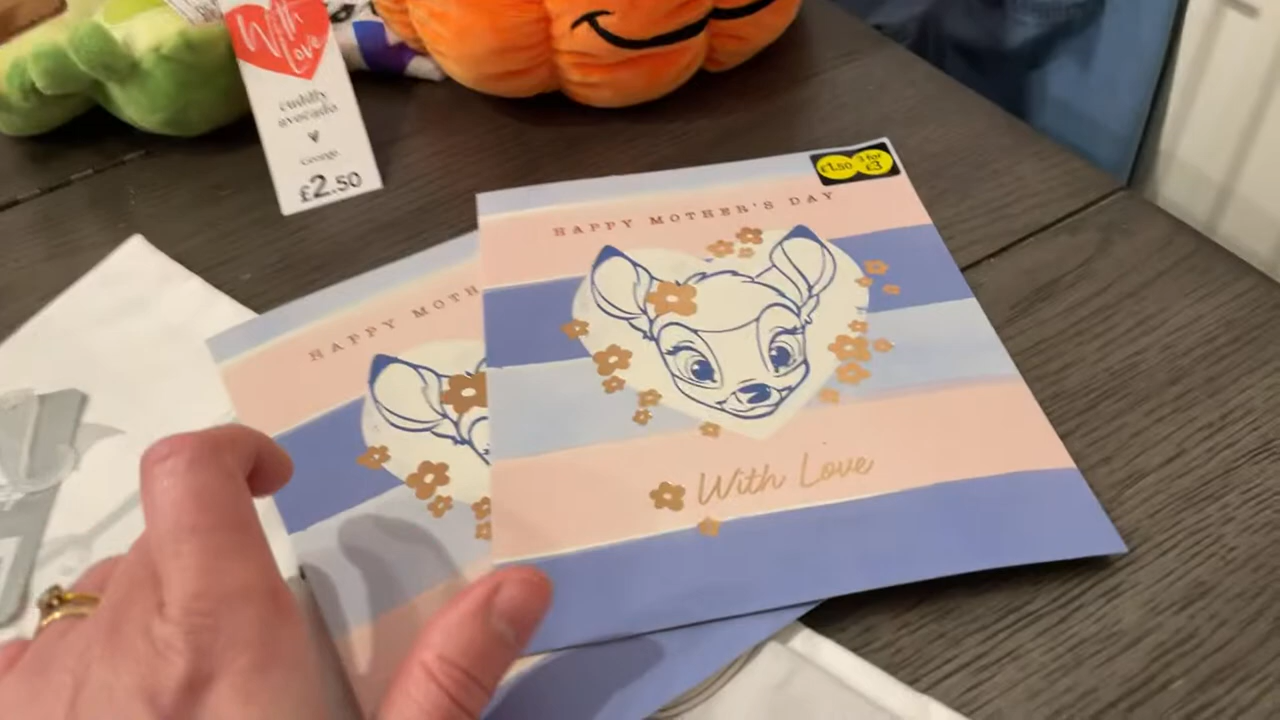 With
Love
cuddly
avocado
George
£2.50
£1.50 3 for
£3
HAPPY MOTHER'S DAY
With Love
HAPPY MOTH